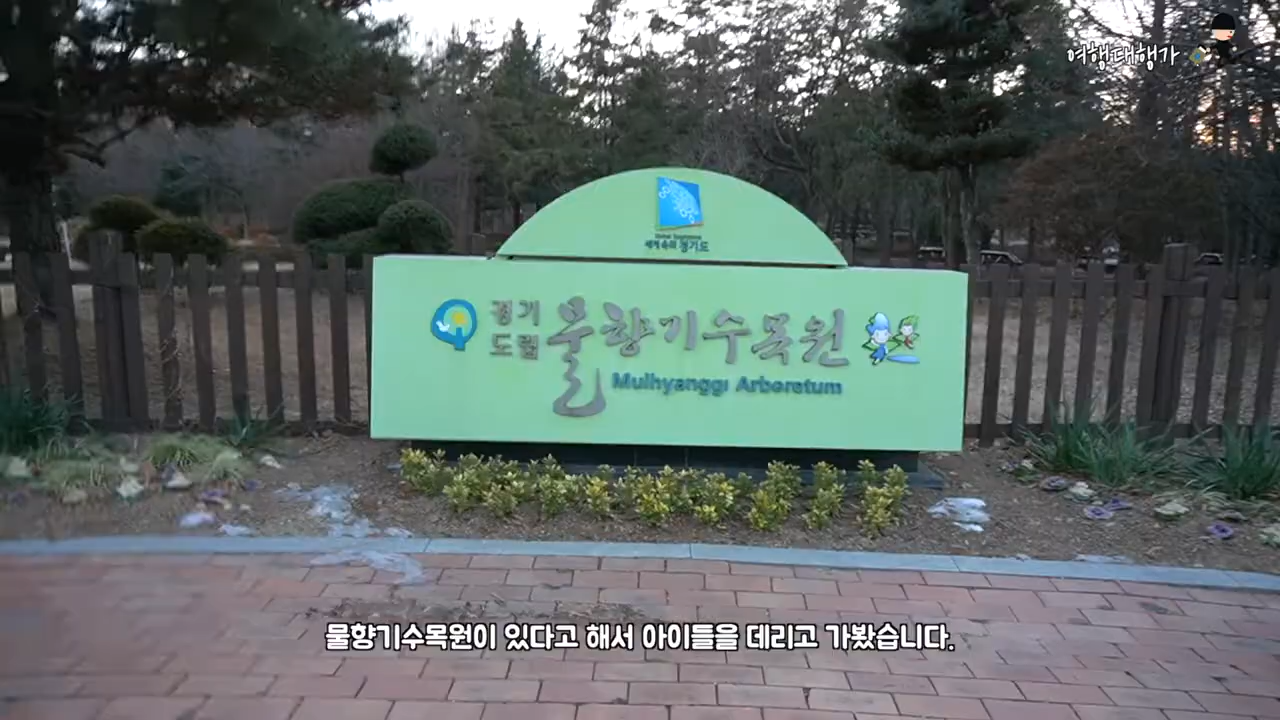 여행대행가
세계속의 경기도
경기
도립
물향기수목원
Mulhyanggi Arboretum
물향기수목원이 있다고 해서 아이들을 데리고 가봤습니다.